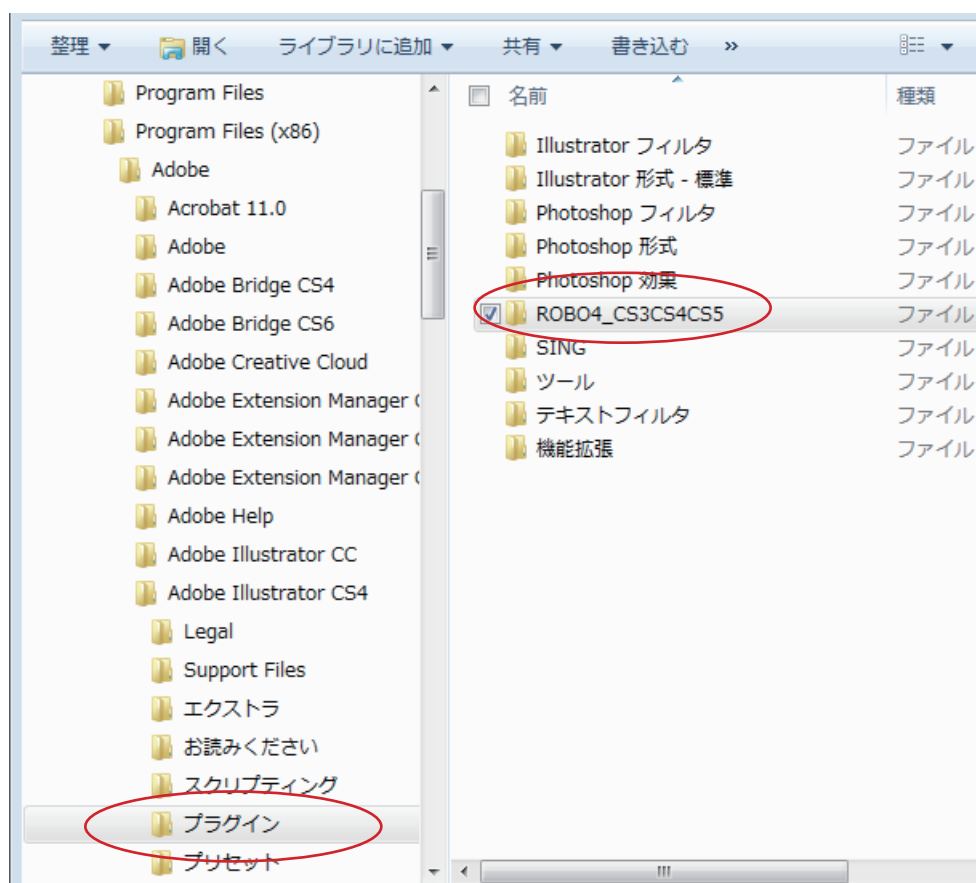 整理 開く ライブラリに追加 共有 書き込む »
Program Files
Program Files (x86)
Adobe
Acrobat 11.0
Adobe
Adobe Bridge CS4
Adobe Bridge CS6
Adobe Creative Cloud
Adobe Extension Manager
Adobe Extension Manager
Adobe Extension Manager
Adobe Help
Adobe Illustrator CC
Adobe Illustrator CS4
Legal
Support Files
エクストラ
お読みください
スクリプティング
プラグイン
プリセット
名前 種類
Illustrator フィルタ ファイル
Illustrator 形式 - 標準 ファイル
Photoshop フィルタ ファイル
Photoshop 形式 ファイル
Photoshop 効果 ファイル
ROBO4_CS3CS4CS5 ファイル
SING ファイル
ツール ファイル
テキストフィルタ ファイル
機能拡張 ファイル